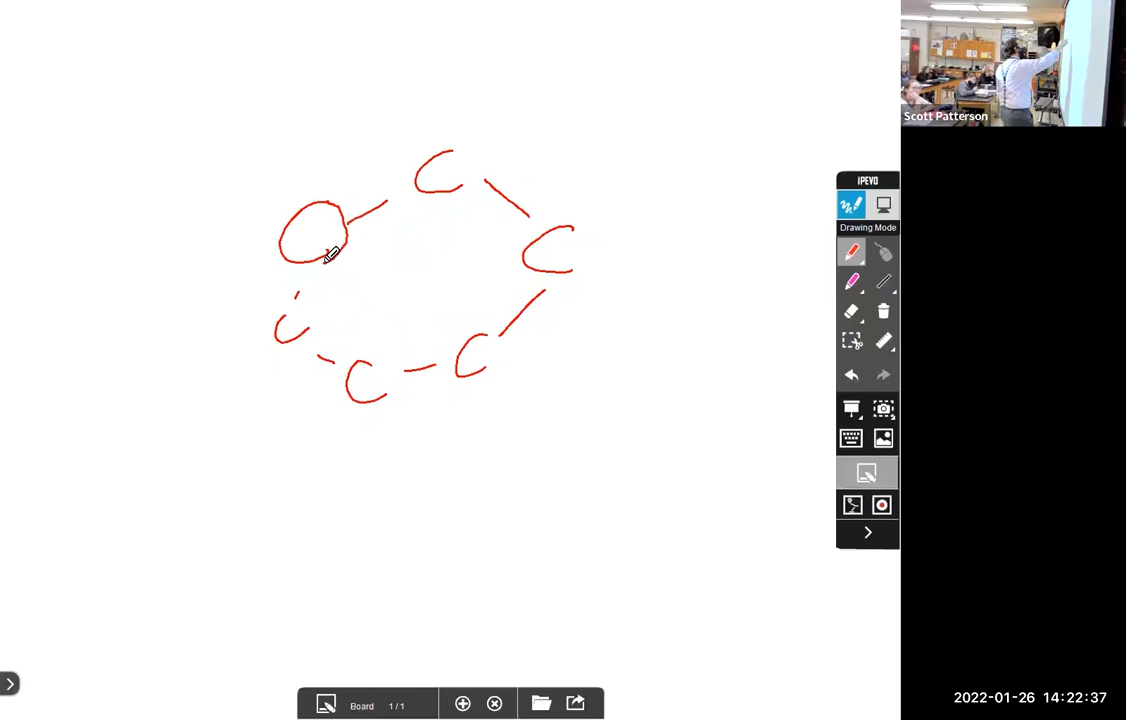 IPEVO
Scott Patterson
Drawing Mode
C
O
C
C
C
C
Board 1/1
2022-01-26 14:22:37